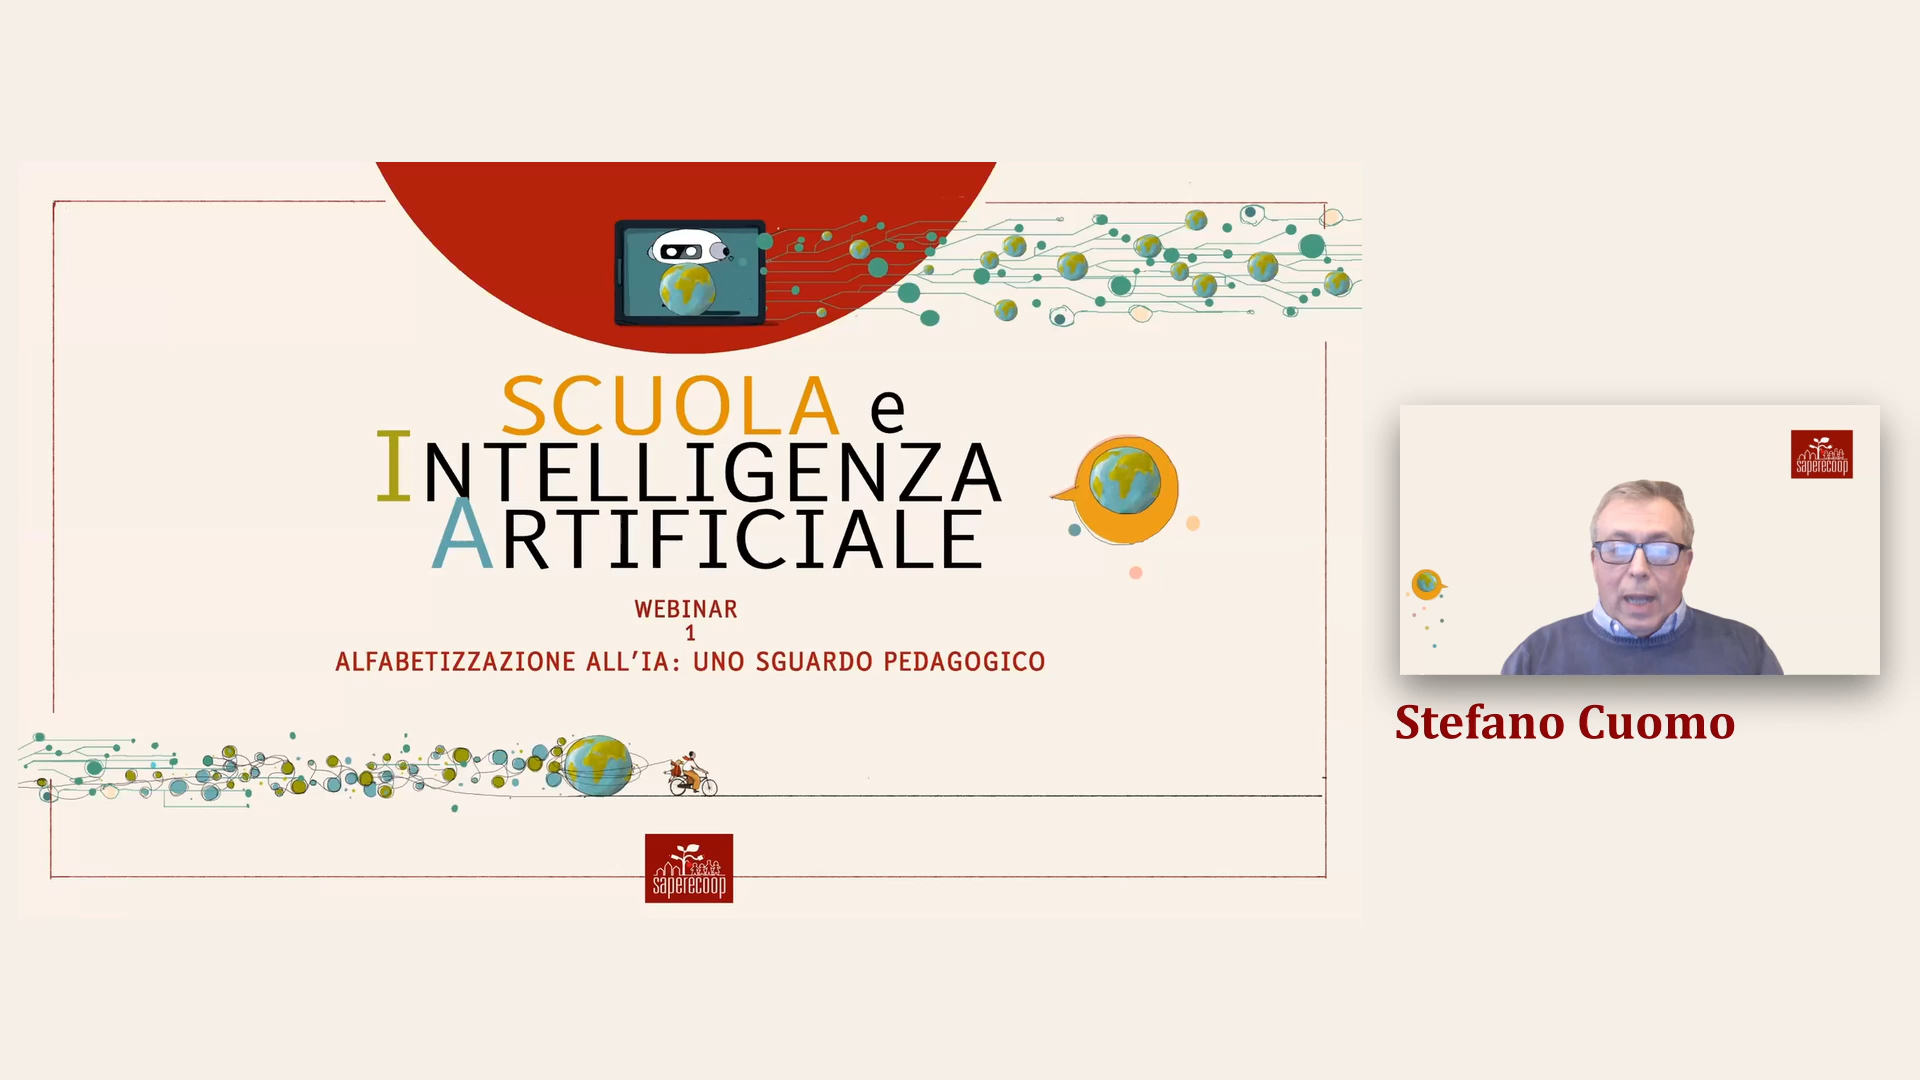 SCUOLA e
INTELLIGENZA
ARTIFICIALE
WEBINAR
1
ALFABETIZZAZIONE ALL'IA: UNO SGUARDO PEDAGOGICO
saperecoop
saperecoop
Stefano Cuomo